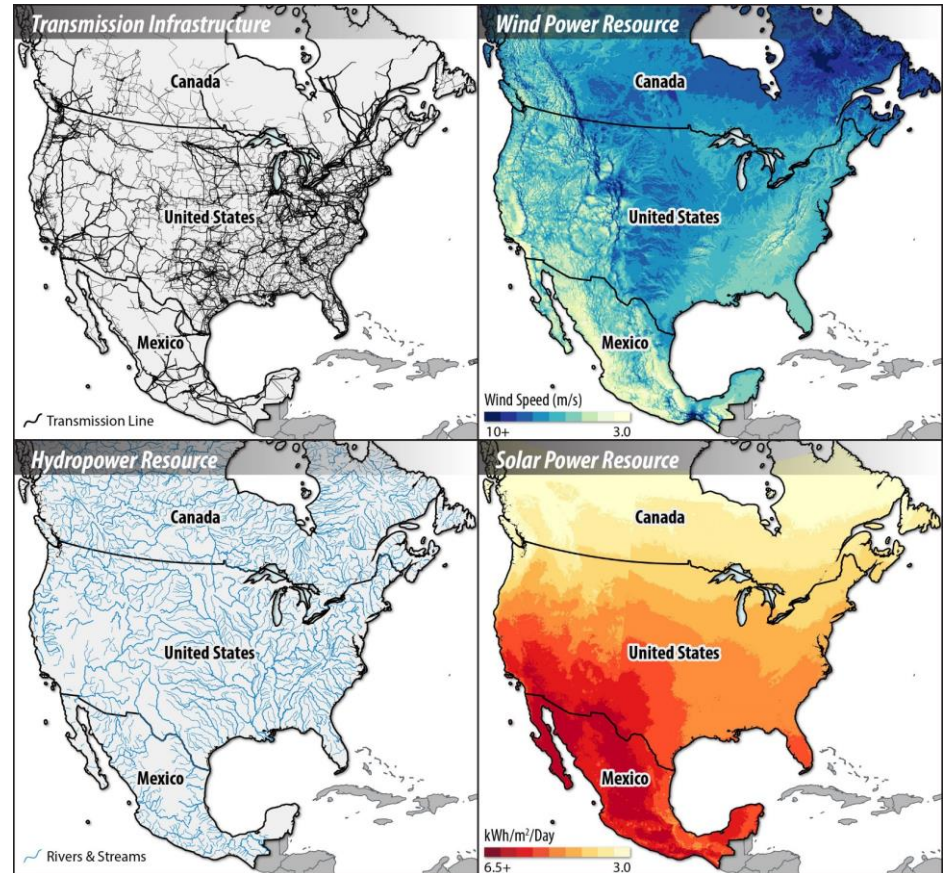 Transmission Infrastructure
Canada
United States
Mexico
Transmission Line
Wind Power Resource
Canada
United States
Mexico
Wind Speed (m/s)
10+ 3.0
Hydropower Resource
Canada
United States
Mexico
Rivers & Streams
Solar Power Resource
Canada
United States
Mexico
kWh/m²/Day
6.5+ 3.0